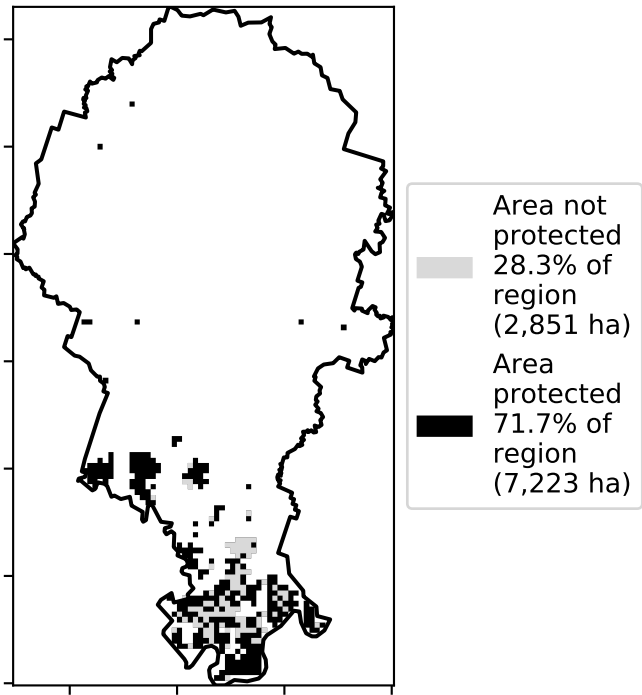 Area not
protected
28.3% of
region
(2,851 ha)
Area
protected
71.7% of
region
(7,223 ha)